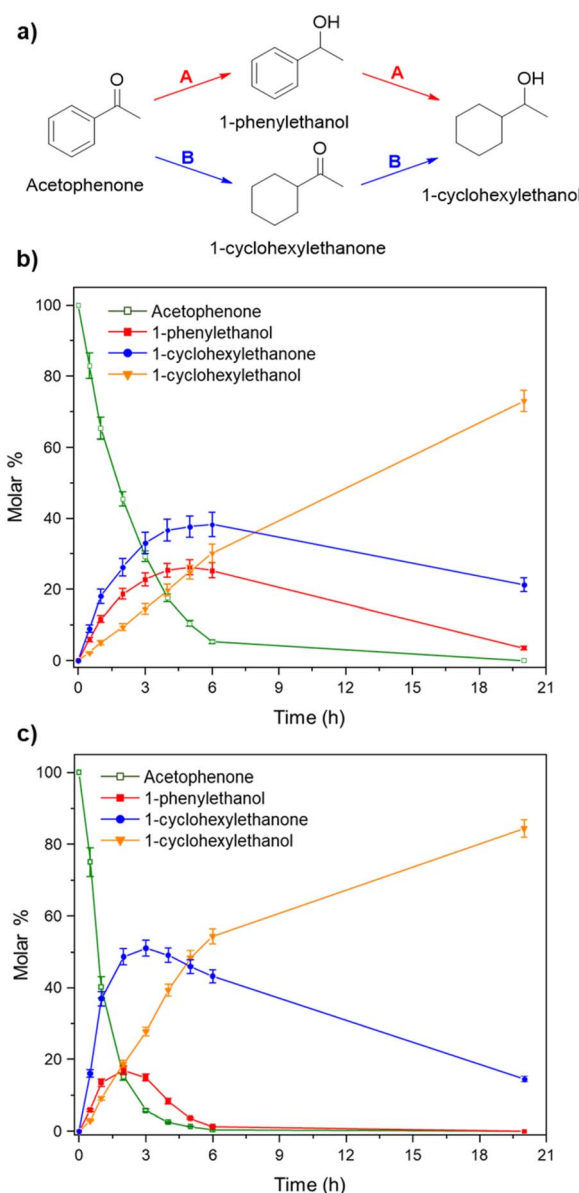 a)
O
OH
OH
A
A
1-phenylethanol
Acetophenone
B
O
B
1-cyclohexylethanol
1-cyclohexylethanone
b)
100
80
60
40
20
0
Molar %
Acetophenone
1-phenylethanol
1-cyclohexylethanone
1-cyclohexylethanol
0 3 6 9 12 15 18 21
Time (h)
c)
100
80
60
40
20
0
Molar %
Acetophenone
1-phenylethanol
1-cyclohexylethanone
1-cyclohexylethanol
0 3 6 9 12 15 18 21
Time (h)